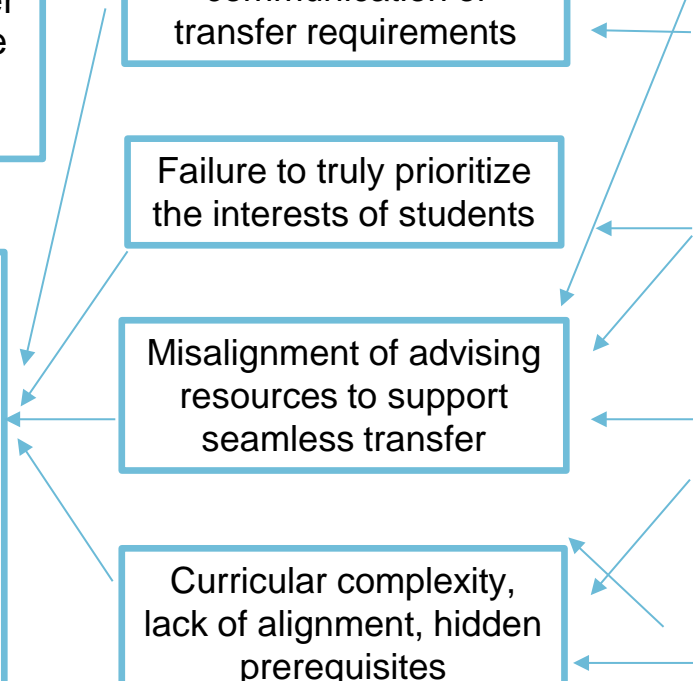 transfer requirements
Failure to truly prioritize
the interests of students
Misalignment of advising
resources to support
seamless transfer
Curricular complexity,
lack of alignment, hidden
prerequisites